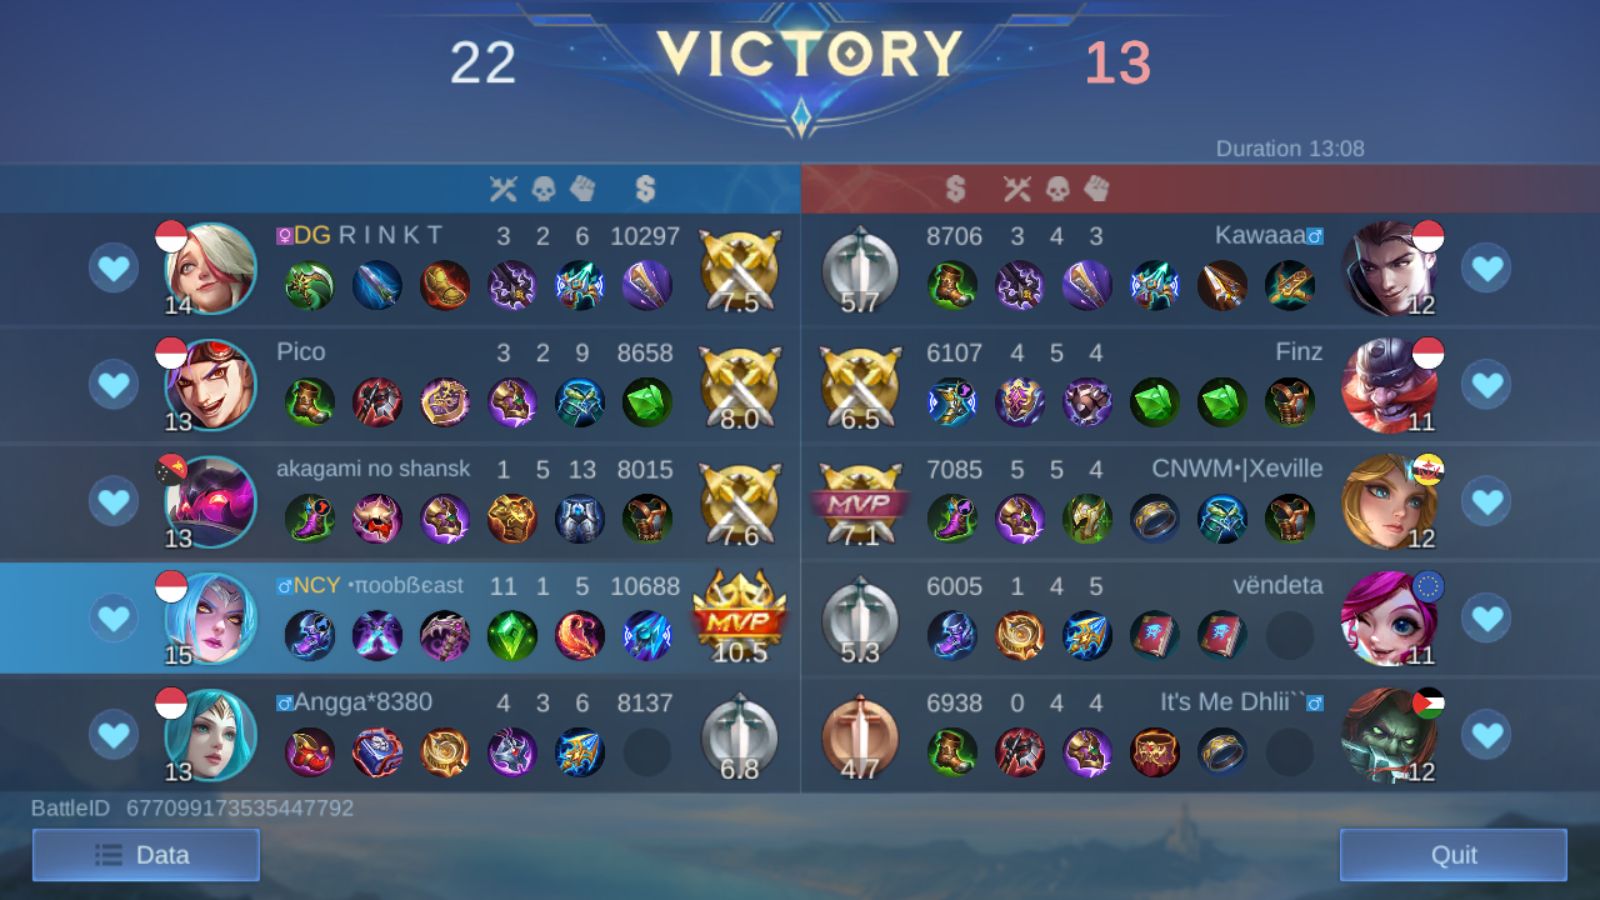 22 VICTORY 13
Duration 13:08
DG R I N K T 3 2 6 10297
14 7.5
8706 3 4 3 Kawaaa
5.7 12
Pico 3 2 9 8658
13 8.0
6107 4 5 4 Finz
6.5 11
akagami no shansk 1 5 13 8015
13 7.6
7085 5 5 4 CNWM•|Xeville
MVP
7.1 12
NCY •πoobßєast 11 1 5 10688
MVP
15 10.5
6005 1 4 5 vëndeta
5.3 11
Angga*8380 4 3 6 8137
13 6.8
6938 0 4 4 It's Me Dhlii``
4.7 12
BattleID 677099173535447792
Data
Quit